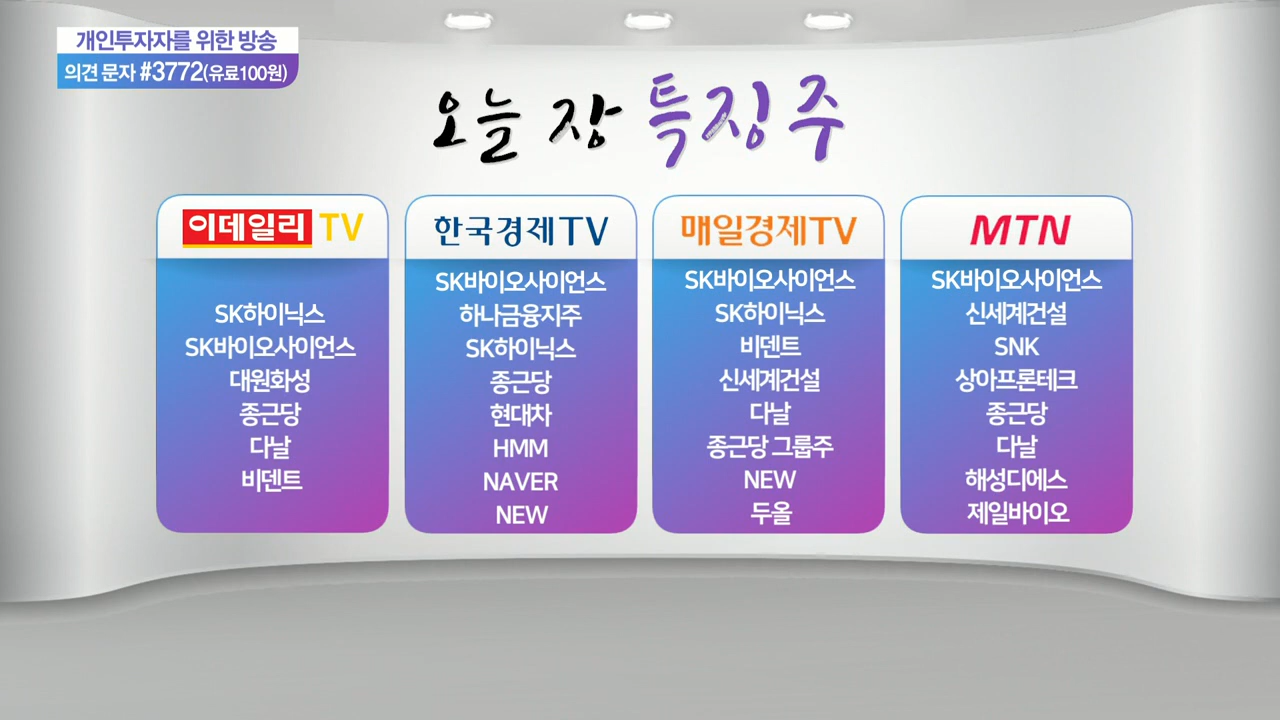 개인투자자를 위한 방송
의견 문자 #3772(유료100원)
오늘 장 특징주
이데일리 TV
SK하이닉스
SK바이오사이언스
대원화성
종근당
다날
비덴트
한국경제TV
SK바이오사이언스
하나금융지주
SK하이닉스
종근당
현대차
HMM
NAVER
NEW
매일경제TV
SK바이오사이언스
SK하이닉스
비덴트
신세계건설
다날
종근당 그룹주
NEW
두올
MTN
SK바이오사이언스
신세계건설
SNK
상아프론테크
종근당
다날
해성디에스
제일바이오